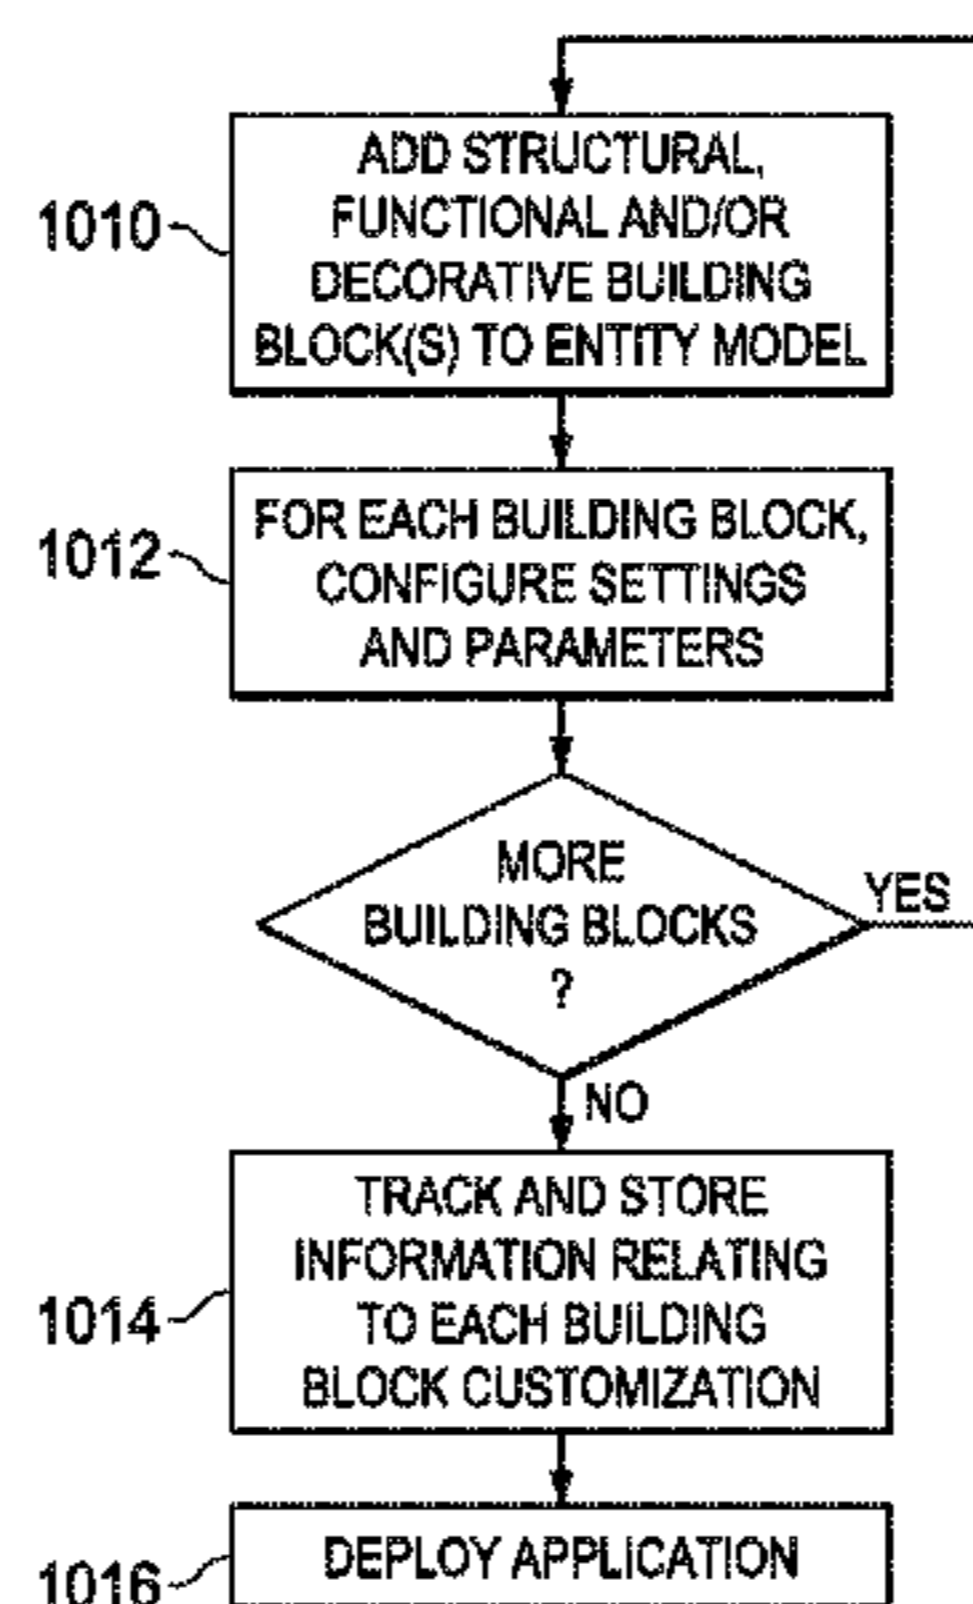 ADD STRUCTURAL,
FUNCTIONAL AND/OR
DECORATIVE BUILDING
BLOCK(S) TO ENTITY MODEL
1010
FOR EACH BUILDING BLOCK,
CONFIGURE SETTINGS
AND PARAMETERS
1012
MORE
BUILDING BLOCKS
?
YES
NO
TRACK AND STORE
INFORMATION RELATING
TO EACH BUILDING
BLOCK CUSTOMIZATION
1014
DEPLOY APPLICATION
1016